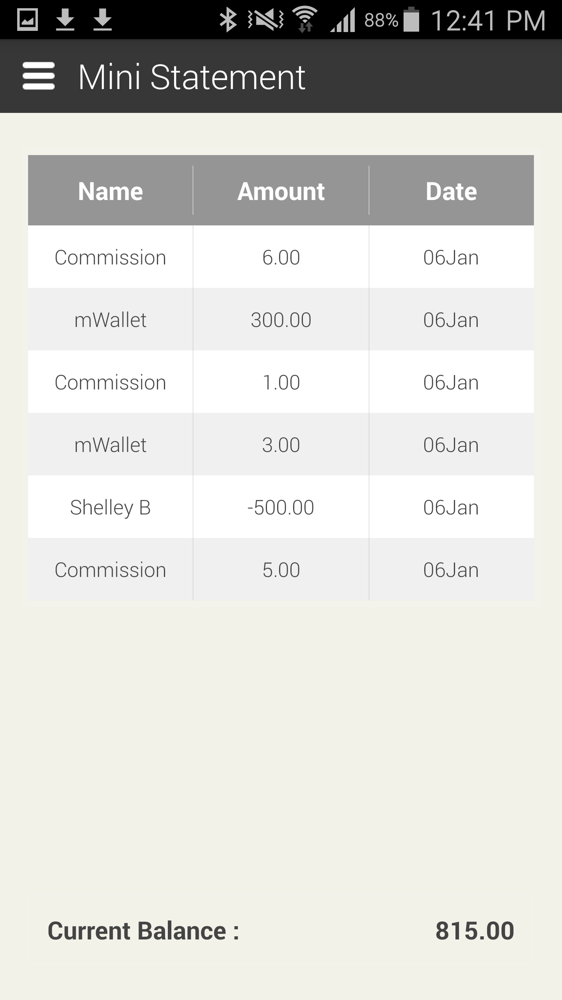 88% 12:41 PM
Mini Statement
Name Amount Date
Commission 6.00 06Jan
mWallet 300.00 06Jan
Commission 1.00 06Jan
mWallet 3.00 06Jan
Shelley B -500.00 06Jan
Commission 5.00 06Jan
Current Balance : 815.00